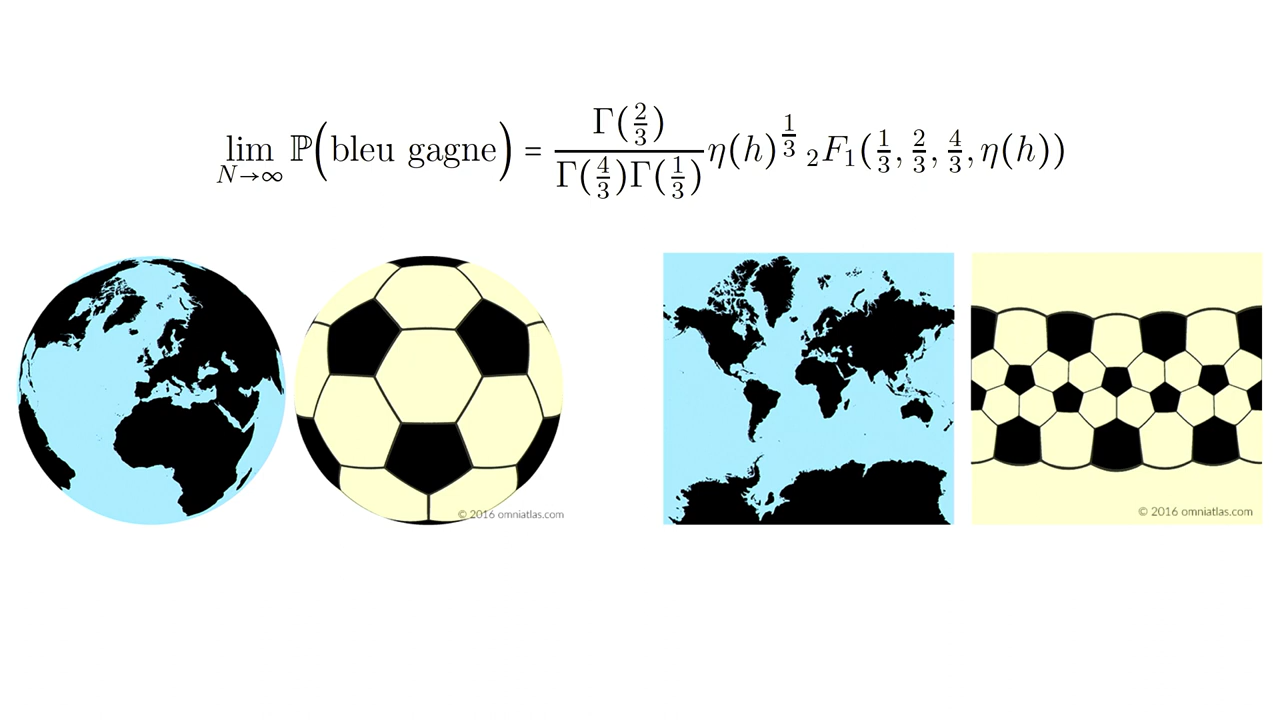 lim_{N→∞} ℙ(bleu gagne) = Γ(2/3) / Γ(4/3)Γ(1/3) η(h)^{1/3} ₂F₁(1/3, 2/3, 4/3, η(h))
© 2016 omniatlas.com
© 2016 omniatlas.com